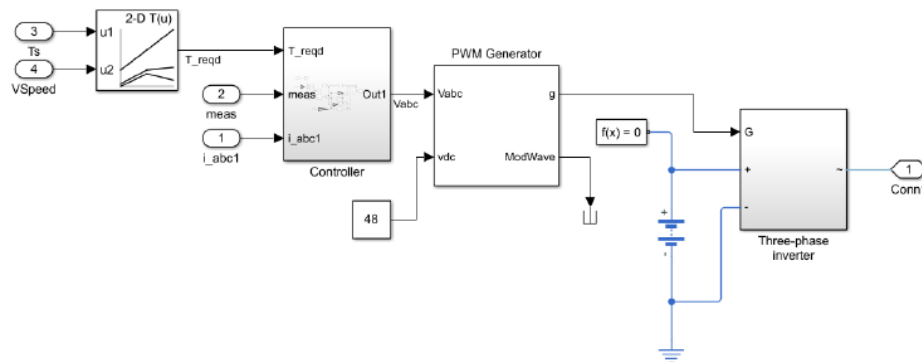 2-D T(u)
3
u1
Ts
4
u2
VSpeed
T_reqd
T_reqd
2
meas
meas
1
i_abc1
i_abc1
Out1
Controller
Vabc
PWM Generator
Vabc
g
vdc
ModWave
48
f(x) = 0
G
+
-
~
Three-phase
inverter
1
Conn
+
-